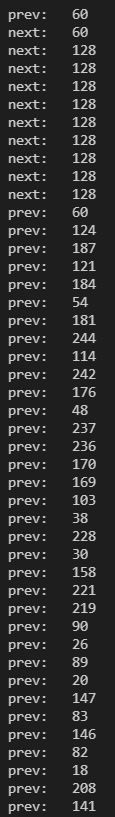 prev: 60
next: 60
next: 128
next: 128
next: 128
next: 128
next: 128
next: 128
next: 128
next: 128
next: 128
prev: 60
prev: 124
prev: 187
prev: 121
prev: 184
prev: 54
prev: 181
prev: 244
prev: 114
prev: 242
prev: 176
prev: 48
prev: 237
prev: 236
prev: 170
prev: 169
prev: 103
prev: 38
prev: 228
prev: 30
prev: 158
prev: 221
prev: 219
prev: 90
prev: 26
prev: 89
prev: 20
prev: 147
prev: 83
prev: 146
prev: 82
prev: 18
prev: 208
prev: 141